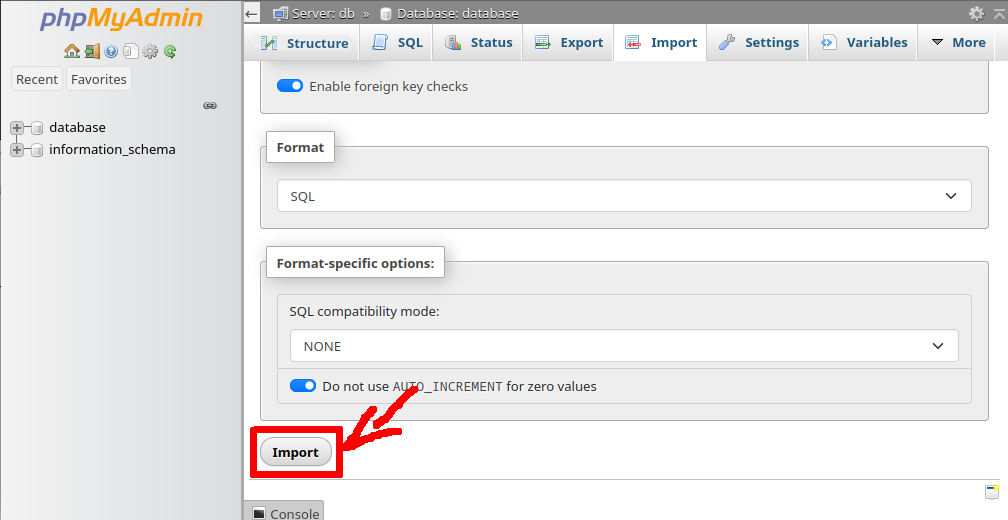 phpMyAdmin
Recent Favorites
database
information_schema
Server: db » Database: database
Structure SQL Status Export Import Settings Variables More
Enable foreign key checks
Format
SQL
Format-specific options:
SQL compatibility mode:
NONE
Do not use AUTO_INCREMENT for zero values
Import
Console